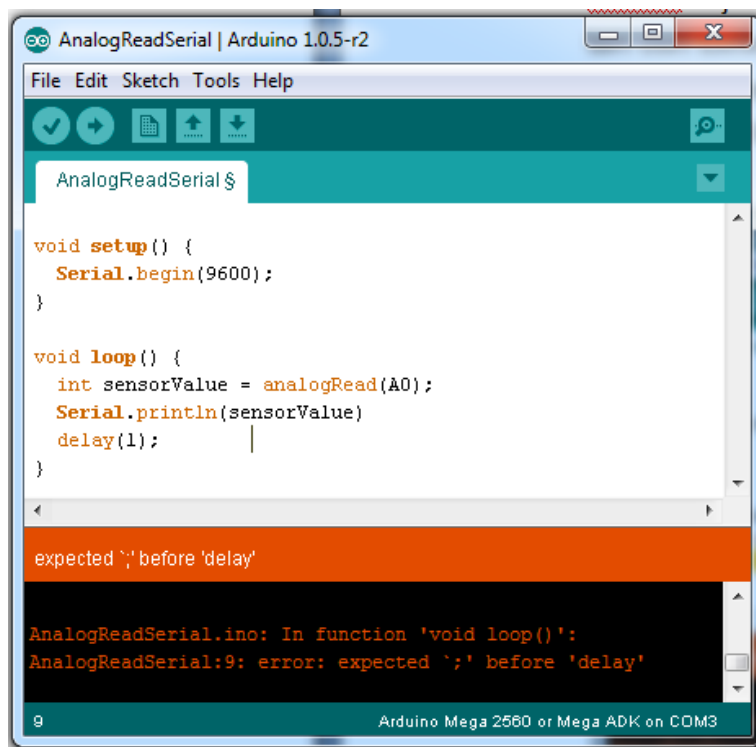 AnalogReadSerial | Arduino 1.0.5-r2
File Edit Sketch Tools Help
AnalogReadSerial §
void setup() {
  Serial.begin(9600);
}
void loop() {
  int sensorValue = analogRead(A0);
  Serial.println(sensorValue)
  delay(1);
}
expected `;' before 'delay'
AnalogReadSerial.ino: In function 'void loop()':
AnalogReadSerial:9: error: expected `;' before 'delay'
9 Arduino Mega 2560 or Mega ADK on COM3